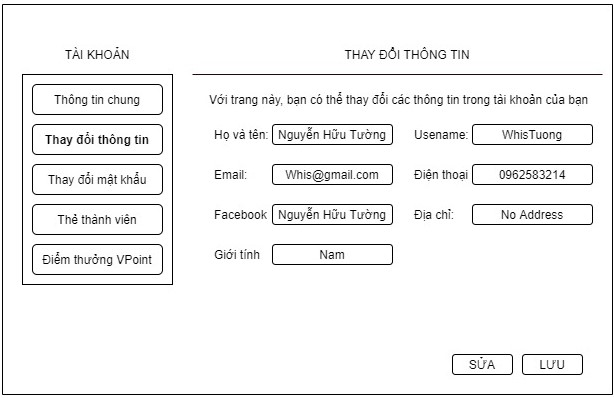 TÀI KHOẢN
Thông tin chung
Thay đổi thông tin
Thay đổi mật khẩu
Thẻ thành viên
Điểm thưởng VPoint
THAY ĐỔI THÔNG TIN
Với trang này, bạn có thể thay đổi các thông tin trong tài khoản của bạn
Họ và tên: Nguyễn Hữu Tường Usename: WhisTuong
Email: Whis@gmail.com Điện thoại 0962583214
Facebook Nguyễn Hữu Tường Địa chỉ: No Address
Giới tính Nam
SỬA LƯU